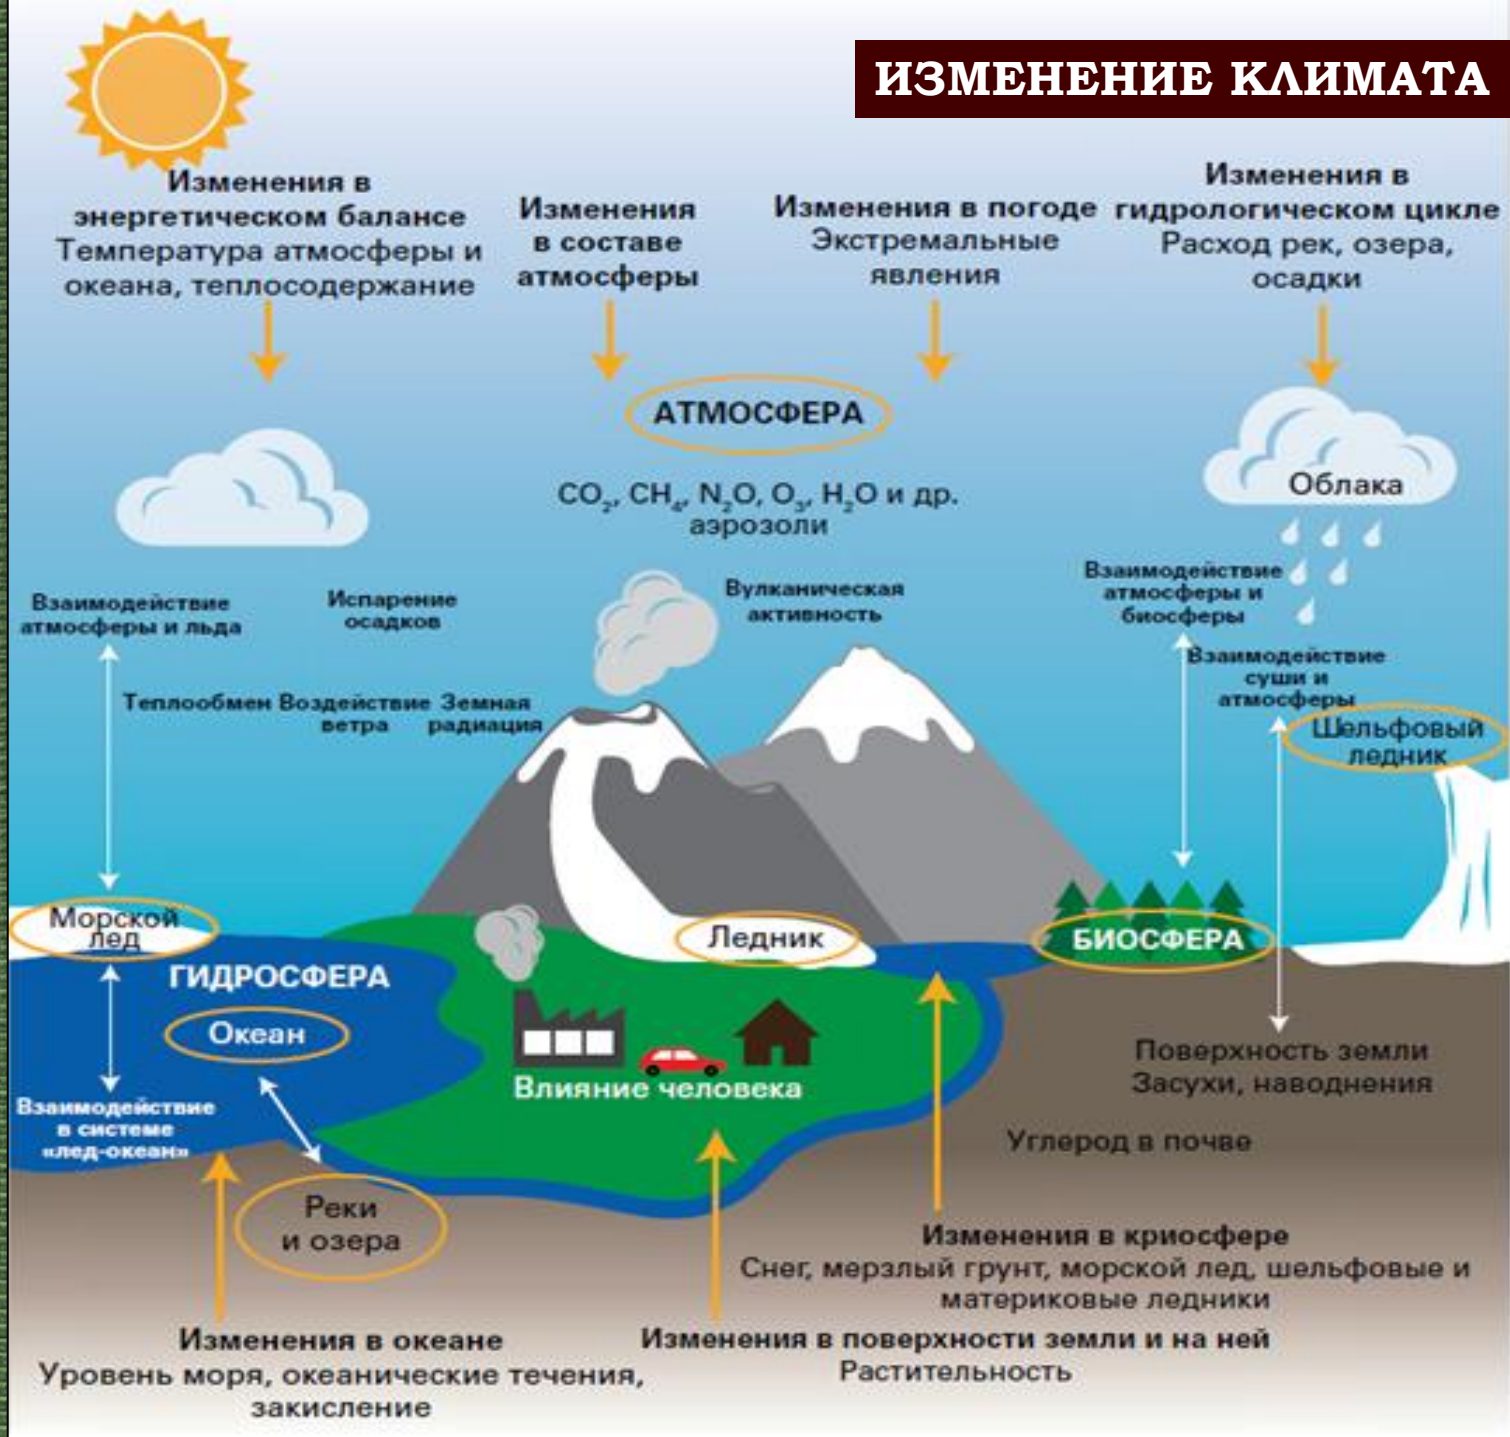 ИЗМЕНЕНИЕ КЛИМАТА
Изменения в
энергетическом балансе
Температура атмосферы и
океана, теплосодержание
Изменения
в составе
атмосферы
Изменения в погоде
Экстремальные
явления
Изменения в
гидрологическом цикле
Расход рек, озера,
осадки
АТМОСФЕРА
CO₂, CH₄, N₂O, O₃, H₂O и др.
аэрозоли
Облака
Взаимодействие
атмосферы и льда
Испарение
осадков
Вулканическая
активность
Взаимодействие
атмосферы и
биосферы
Взаимодействие
суши и
атмосферы
Теплообмен
Воздействие
ветра
Земная
радиация
Шельфовый
ледник
Морской
лед
ГИДРОСФЕРА
Океан
Ледник
БИОСФЕРА
Влияние человека
Взаимодействие
в системе
«лед-океан»
Поверхность земли
Засухи, наводнения
Углерод в почве
Реки
и озера
Изменения в криосфере
Снег, мерзлый грунт, морской лед, шельфовые и
материковые ледники
Изменения в океане
Уровень моря, океанические течения,
закисление
Изменения в поверхности земли и на ней
Растительность